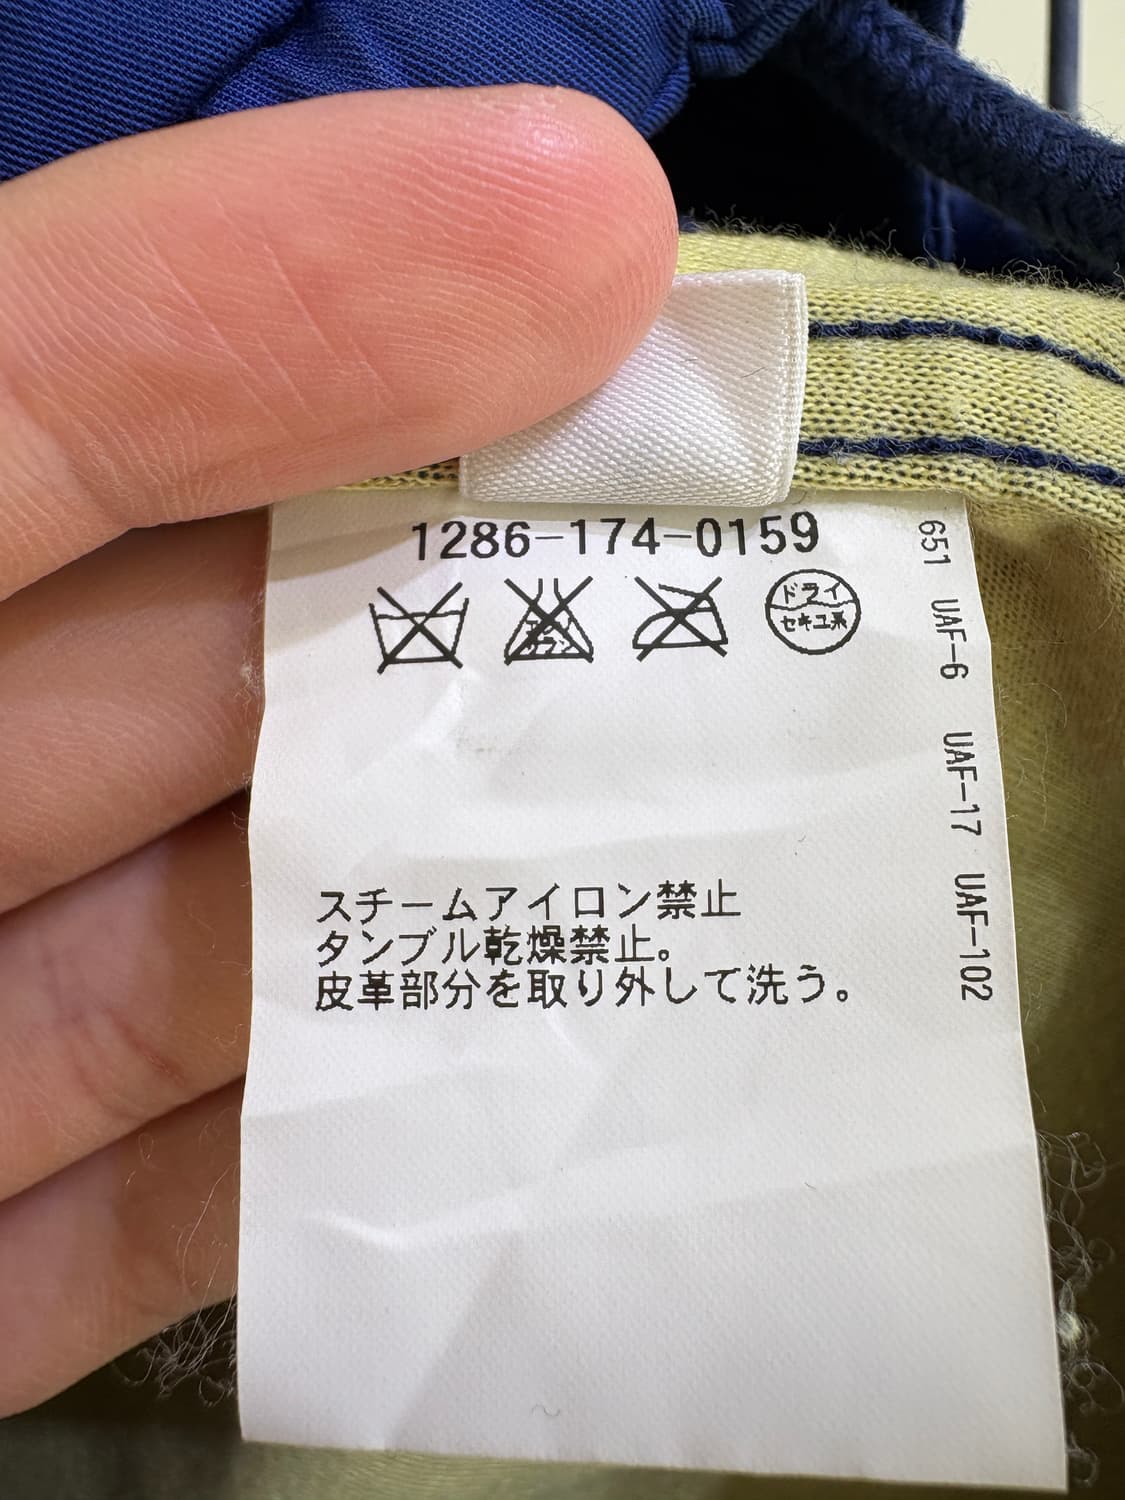 1286-174-0159
ドライ
セキユ系
スチームアイロン禁止
タンブル乾燥禁止。
皮革部分を取り外して洗う。
651 UAF-6 UAF-17 UAF-102